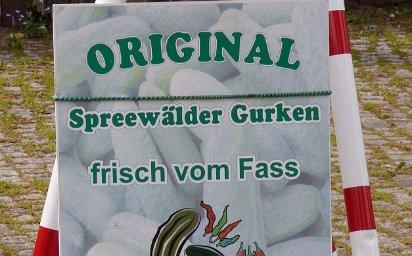 ORIGINAL
Spreewälder Gurken
frisch vom Fass